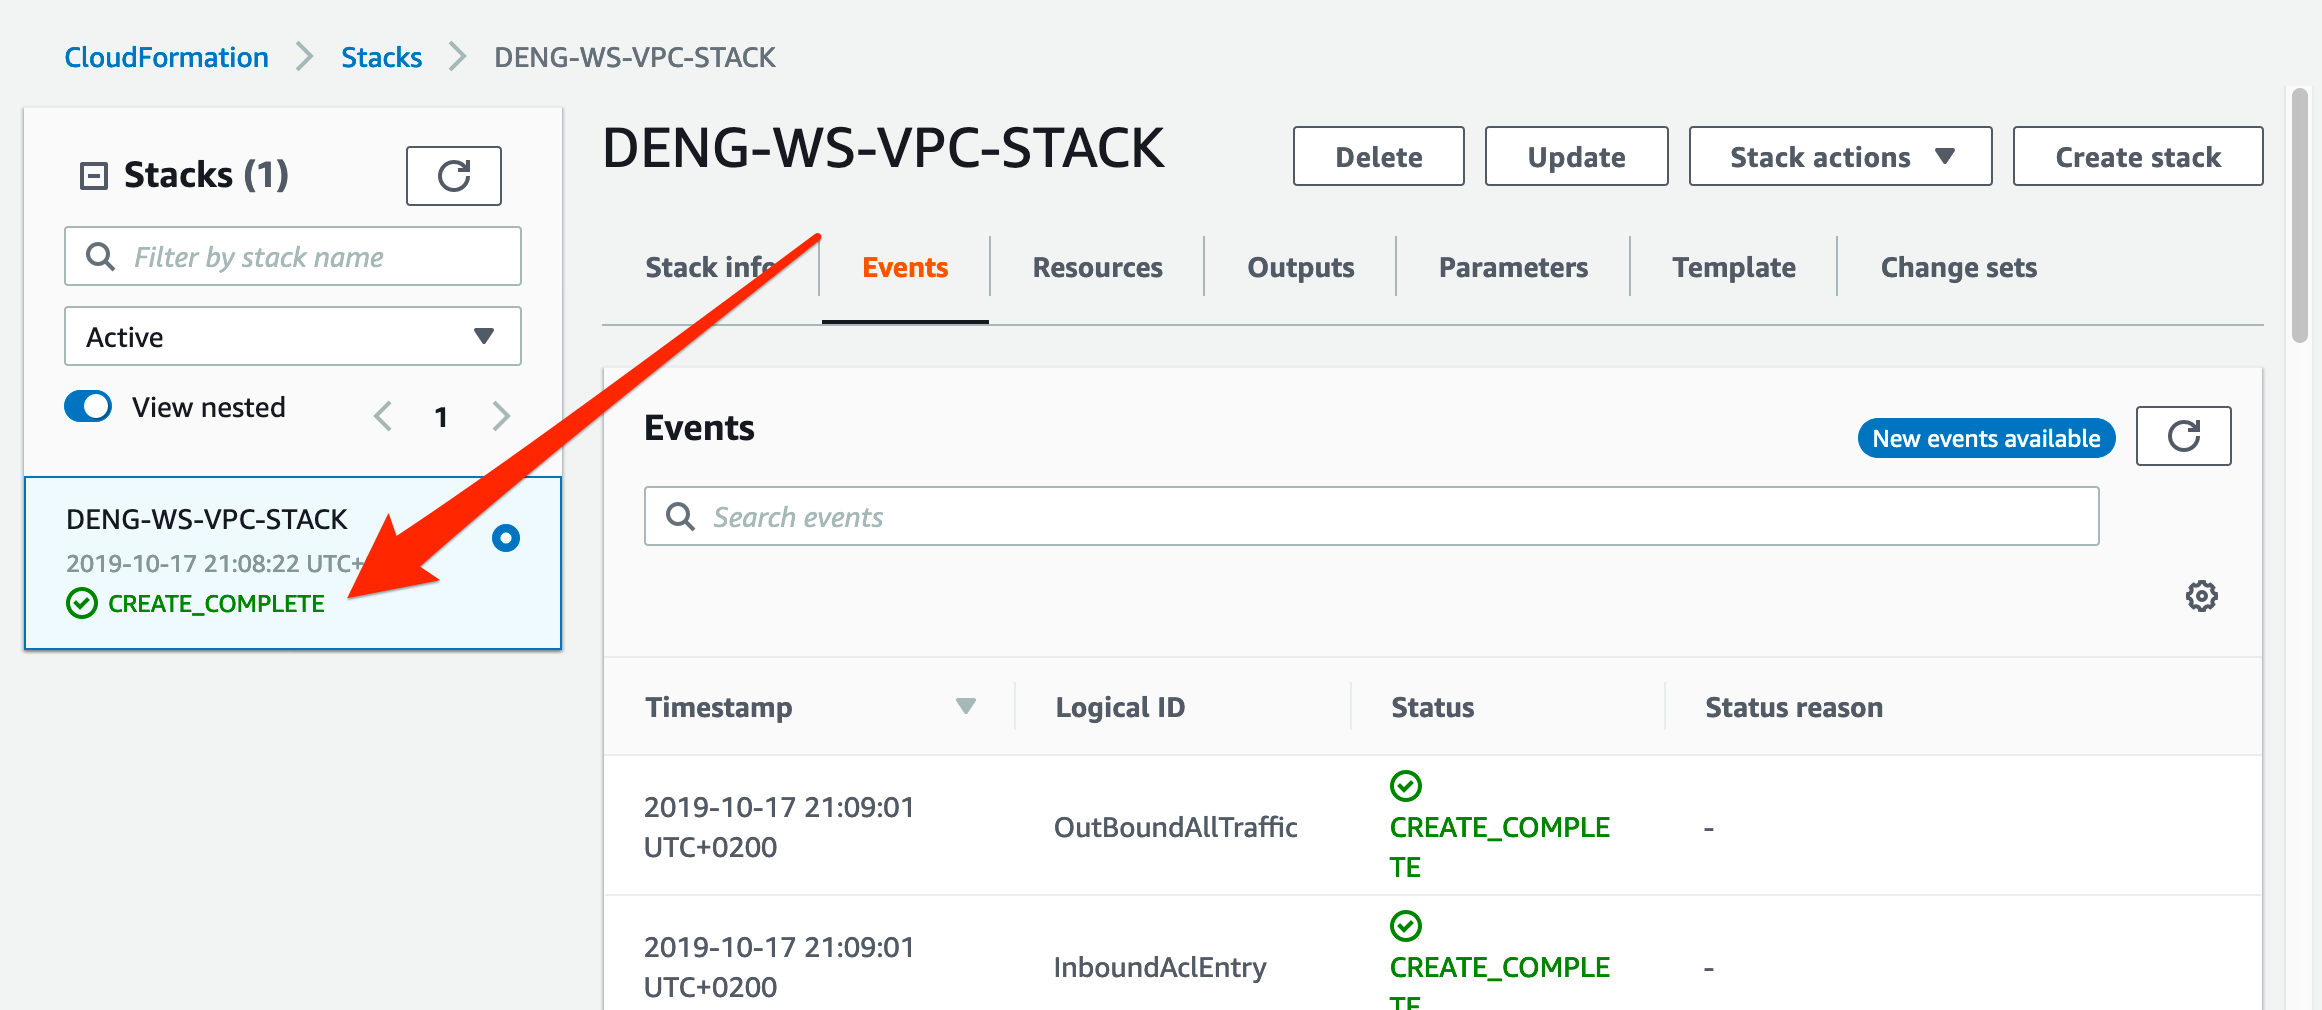 CloudFormation > Stacks > DENG-WS-VPC-STACK
Stacks (1)
Filter by stack name
Active
View nested
1
DENG-WS-VPC-STACK
2019-10-17 21:08:22 UTC+
CREATE_COMPLETE
DENG-WS-VPC-STACK
Delete
Update
Stack actions
Create stack
Stack info
Events
Resources
Outputs
Parameters
Template
Change sets
Events
New events available
Search events
Timestamp
Logical ID
Status
Status reason
2019-10-17 21:09:01
UTC+0200
OutBoundAllTraffic
CREATE_COMPLE
TE
-
2019-10-17 21:09:01
UTC+0200
InboundAclEntry
CREATE_COMPLE
TE
-